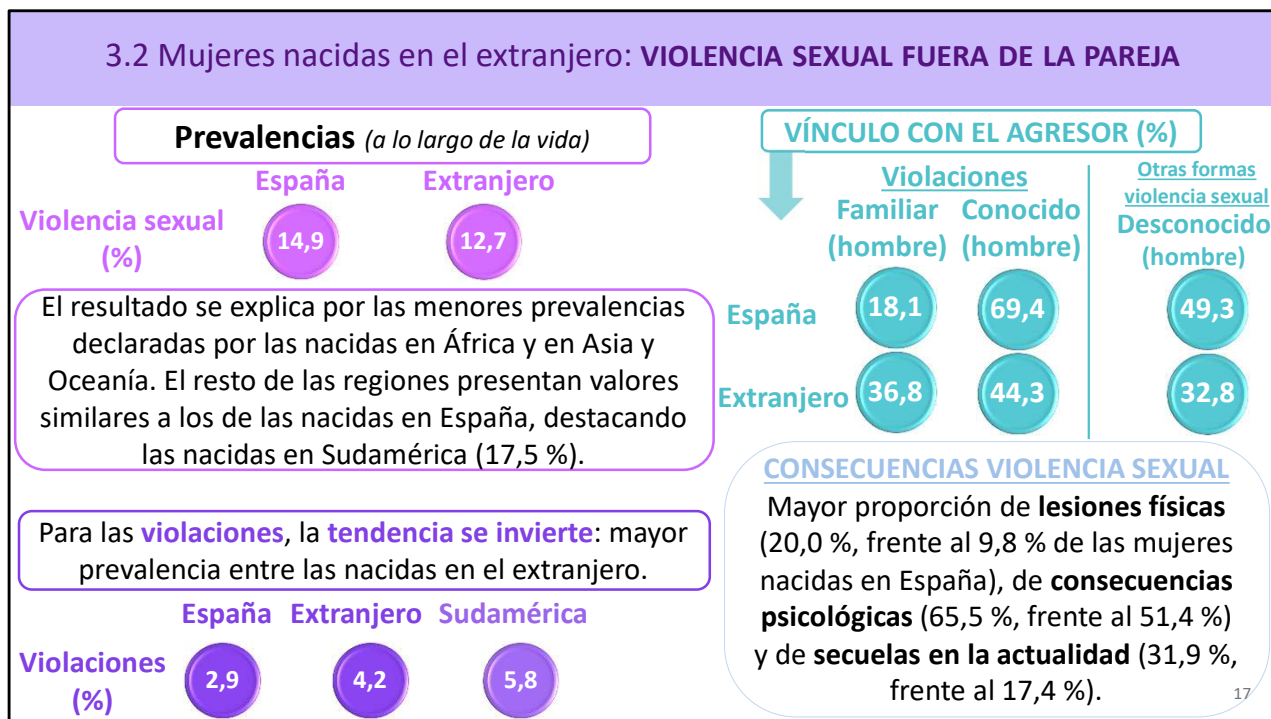 3.2 Mujeres nacidas en el extranjero: VIOLENCIA SEXUAL FUERA DE LA PAREJA
Prevalencias (a lo largo de la vida)
España Extranjero
Violencia sexual
(%)
14,9 12,7
El resultado se explica por las menores prevalencias
declaradas por las nacidas en África y en Asia y
Oceanía. El resto de las regiones presentan valores
similares a los de las nacidas en España, destacando
las nacidas en Sudamérica (17,5 %).
Para las violaciones, la tendencia se invierte: mayor
prevalencia entre las nacidas en el extranjero.
España Extranjero Sudamérica
Violaciones
(%)
2,9 4,2 5,8
VÍNCULO CON EL AGRESOR (%)
Violaciones
Familiar Conocido
(hombre) (hombre)
Otras formas
violencia sexual
Desconocido
(hombre)
España 18,1 69,4 49,3
Extranjero 36,8 44,3 32,8
CONSECUENCIAS VIOLENCIA SEXUAL
Mayor proporción de lesiones físicas
(20,0 %, frente al 9,8 % de las mujeres
nacidas en España), de consecuencias
psicológicas (65,5 %, frente al 51,4 %)
y de secuelas en la actualidad (31,9 %,
frente al 17,4 %).
17